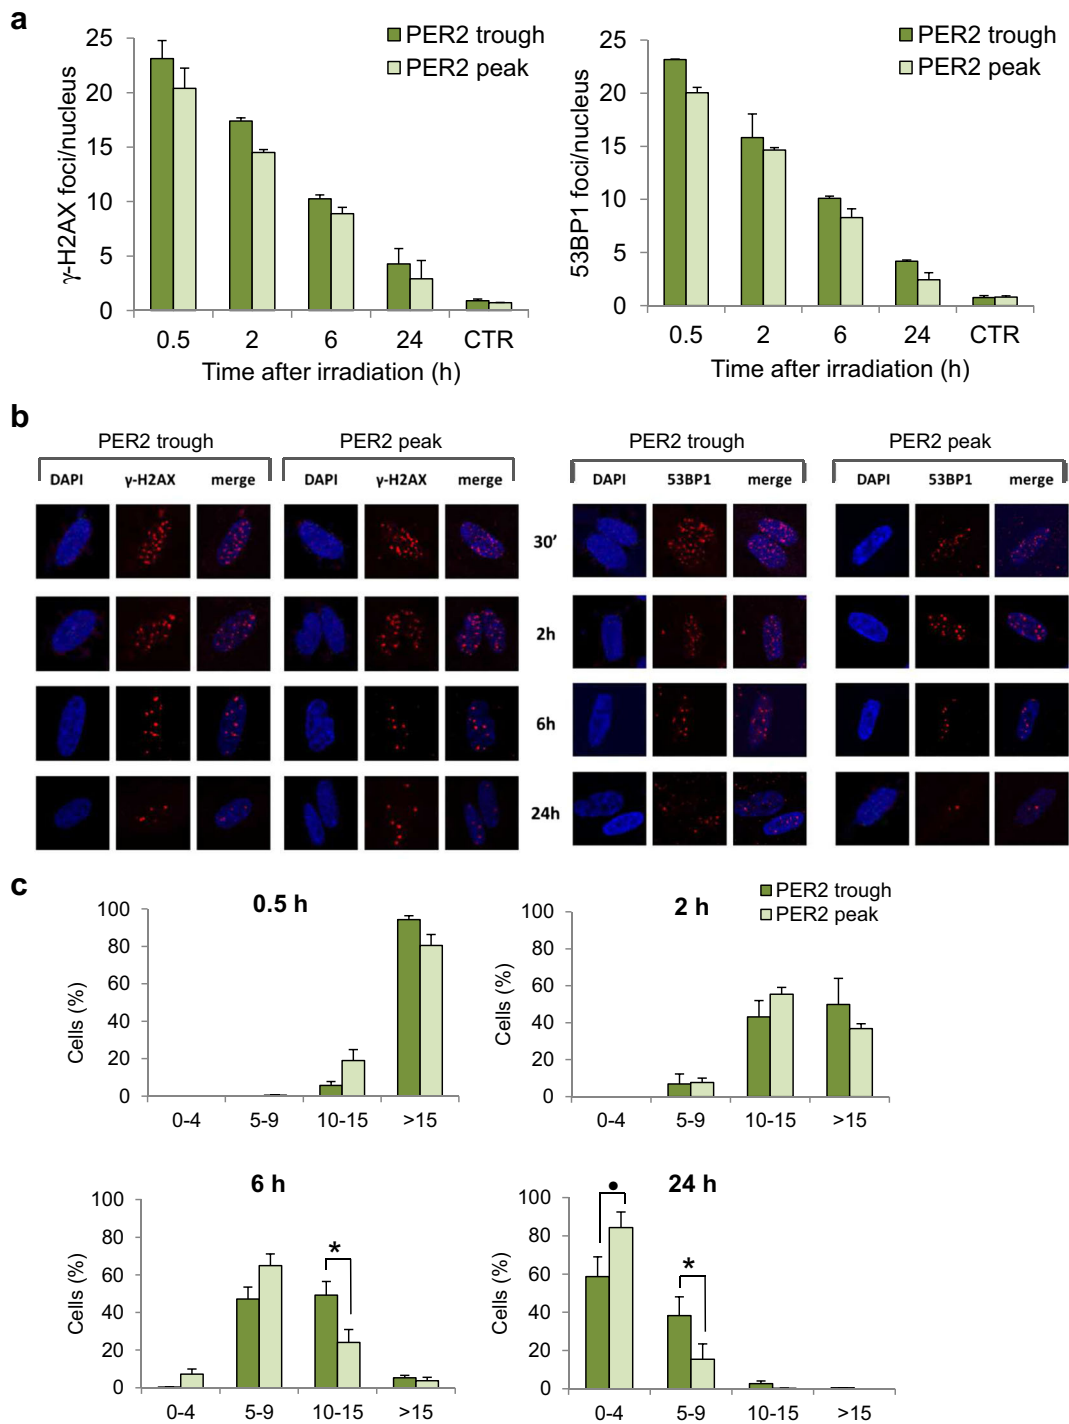 a
γ-H2AX foci/nucleus
25
20
15
10
5
0
PER2 trough
PER2 peak
0.5 2 6 24 CTR
Time after irradiation (h)
53BP1 foci/nucleus
25
20
15
10
5
0
PER2 trough
PER2 peak
0.5 2 6 24 CTR
Time after irradiation (h)
b
PER2 trough PER2 peak PER2 trough PER2 peak
DAPI γ-H2AX merge DAPI γ-H2AX merge DAPI 53BP1 merge DAPI 53BP1 merge
30′
2h
6h
24h
c
0.5 h
Cells (%)
100
80
60
40
20
0
0-4 5-9 10-15 >15
2 h
PER2 trough
PER2 peak
Cells (%)
100
80
60
40
20
0
0-4 5-9 10-15 >15
6 h
Cells (%)
100
80
60
40
20
0
*
0-4 5-9 10-15 >15
24 h
Cells (%)
100
80
60
40
20
0
•
*
0-4 5-9 10-15 >15